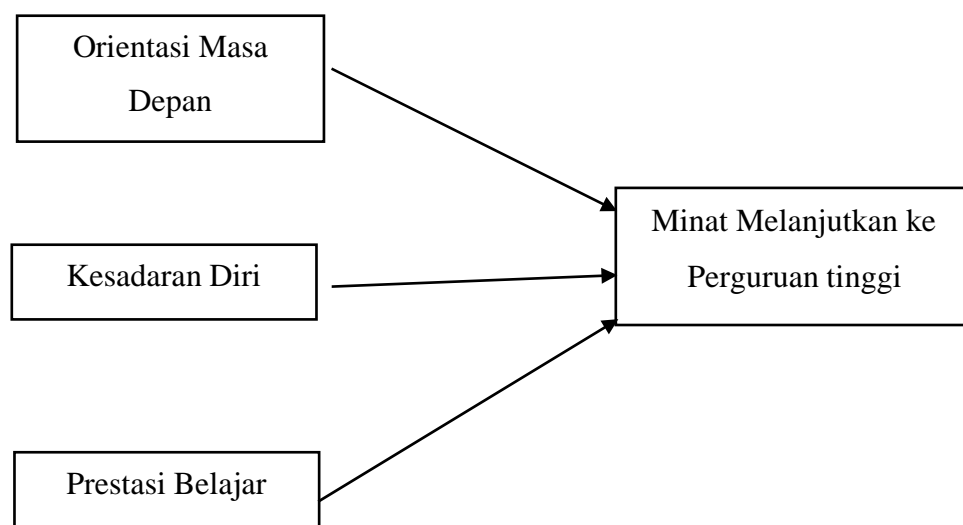 Orientasi Masa
Depan
Kesadaran Diri
Prestasi Belajar
Minat Melanjutkan ke
Perguruan tinggi